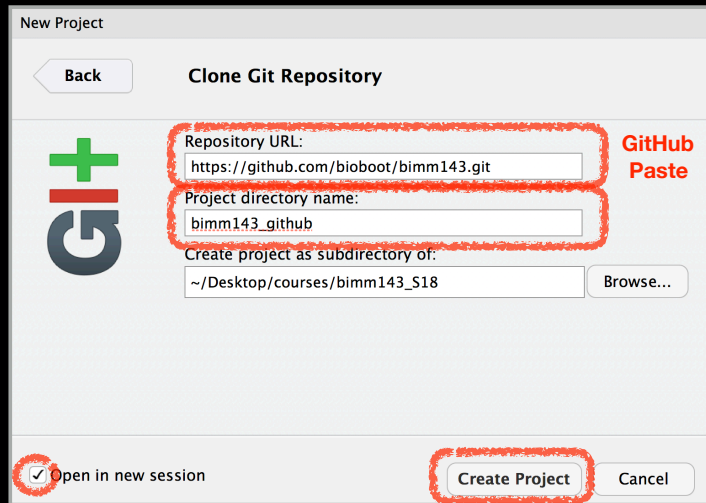 New Project
Back
Clone Git Repository
Repository URL:
https://github.com/bioboot/bimm143.git
GitHub
Paste
Project directory name:
bimm143_github
Create project as subdirectory of:
~/Desktop/courses/bimm143_S18
Browse...
GIt
Open in new session
Create Project
Cancel